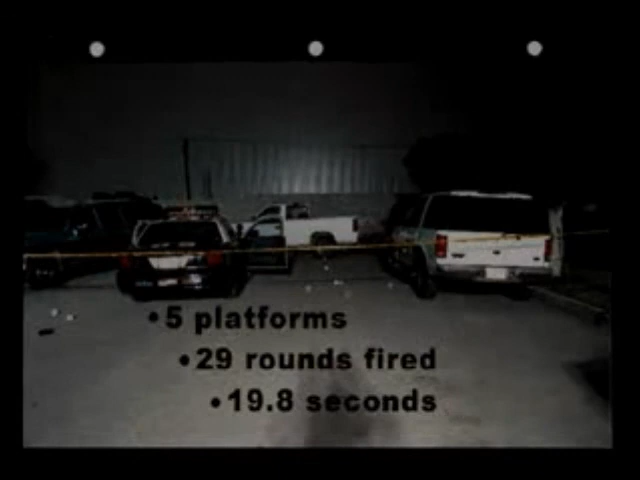 •5 platforms
•29 rounds fired
•19.8 seconds